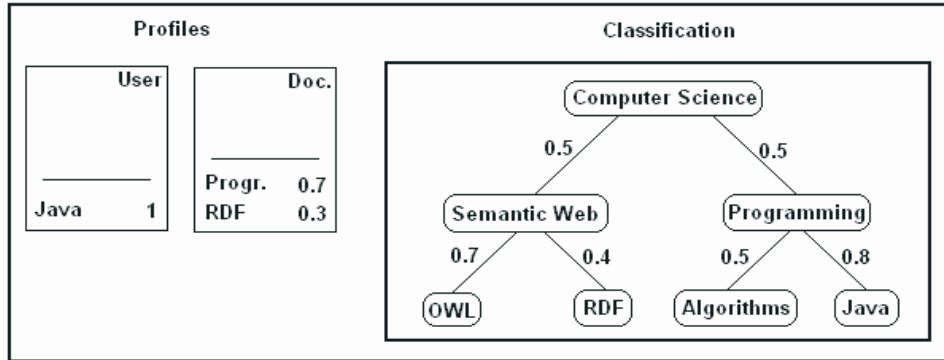 Profiles
Classification
User
Java 1
Doc.
Progr. 0.7
RDF 0.3
Computer Science
0.5 0.5
Semantic Web Programming
0.7 0.4 0.5 0.8
OWL RDF Algorithms Java